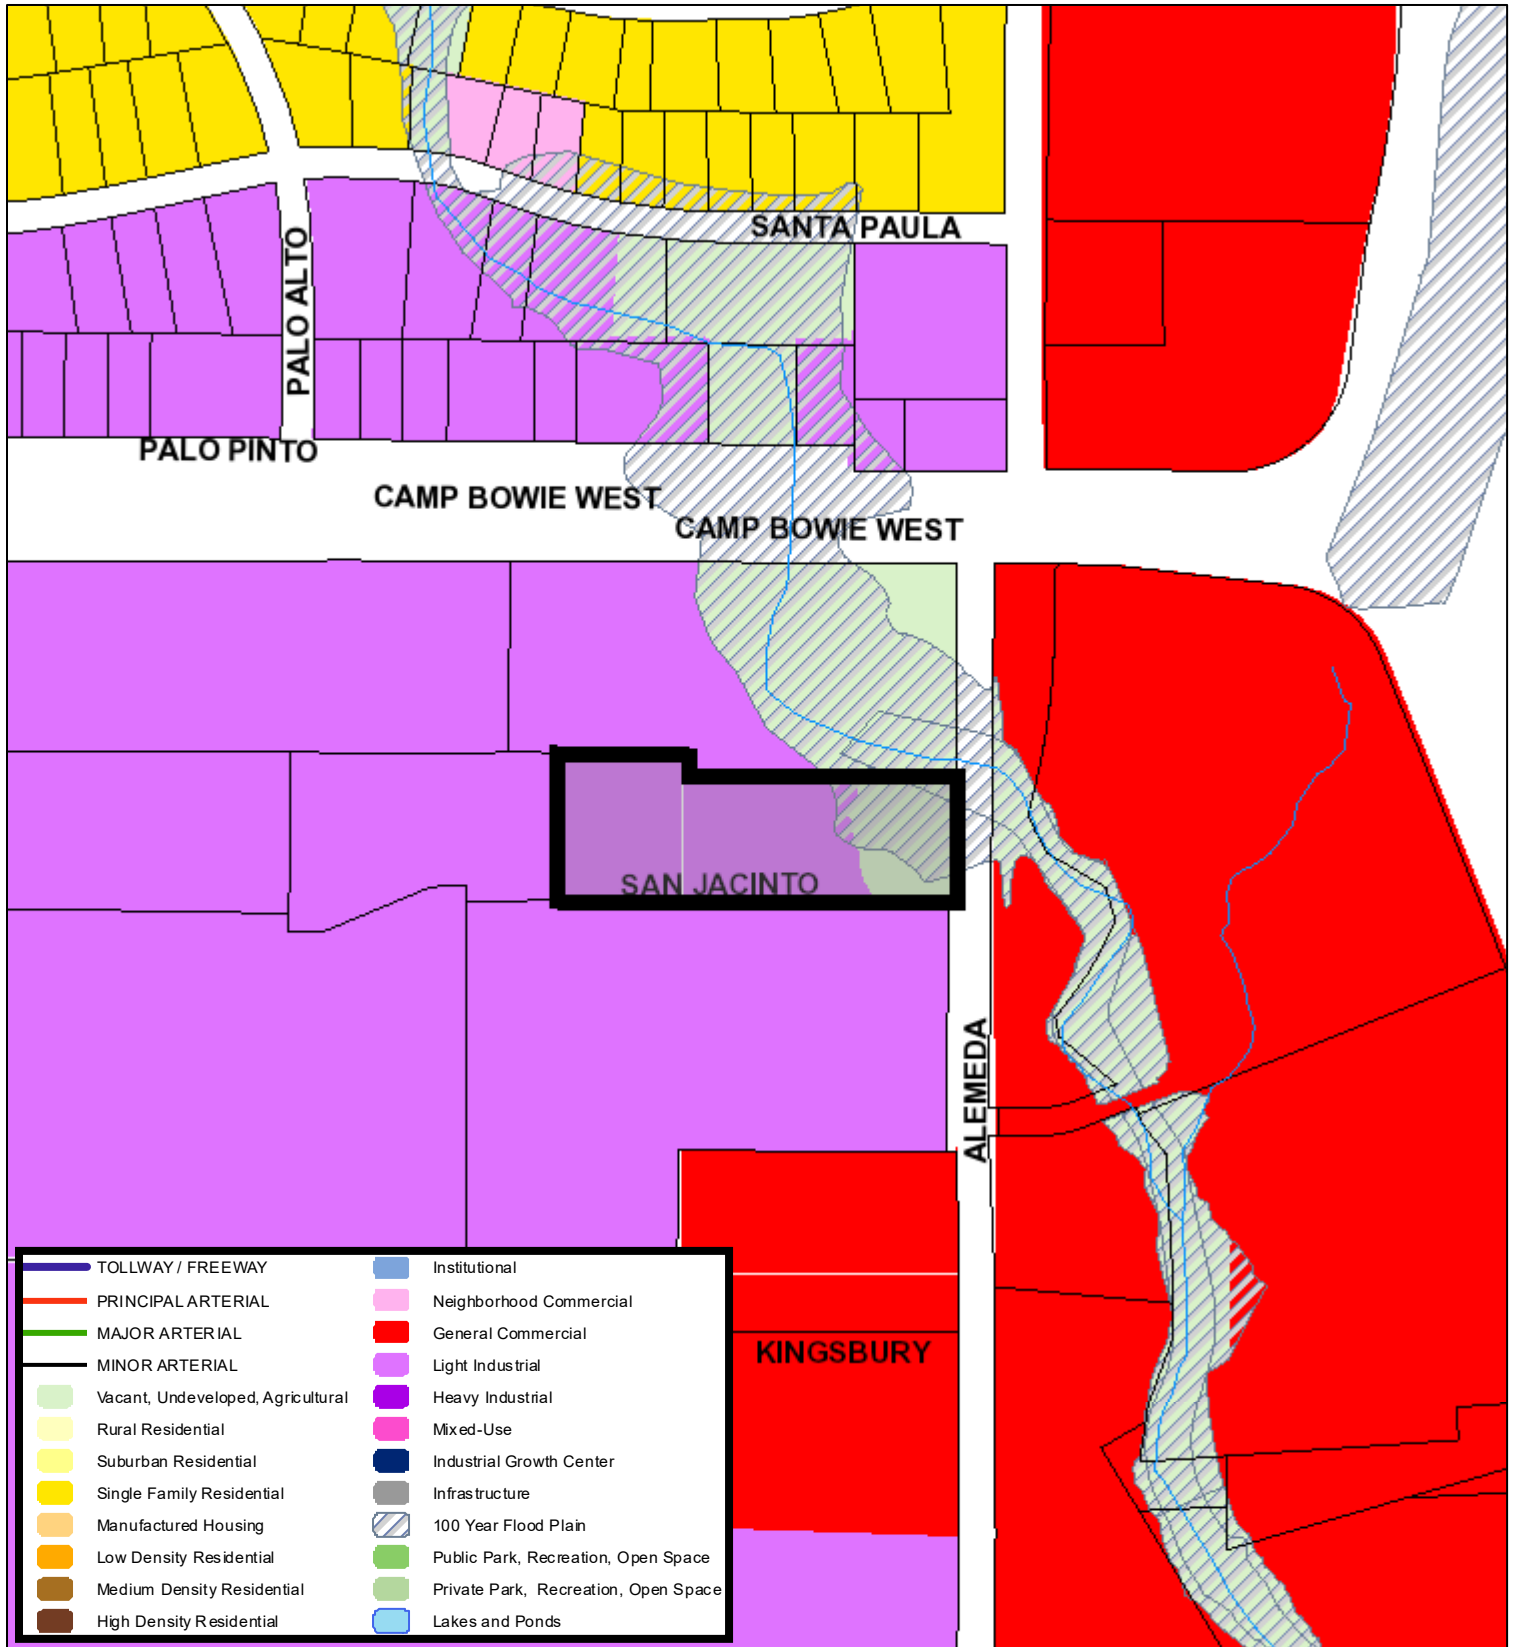 SANTA PAULA
PALO ALTO
PALO PINTO
CAMP BOWIE WEST
CAMP BOWIE WEST
SAN JACINTO
ALEMEDA
KINGSBURY
TOLLWAY / FREEWAY
PRINCIPAL ARTERIAL
MAJOR ARTERIAL
MINOR ARTERIAL
Vacant, Undeveloped, Agricultural
Rural Residential
Suburban Residential
Single Family Residential
Manufactured Housing
Low Density Residential
Medium Density Residential
High Density Residential
Institutional
Neighborhood Commercial
General Commercial
Light Industrial
Heavy Industrial
Mixed-Use
Industrial Growth Center
Infrastructure
100 Year Flood Plain
Public Park, Recreation, Open Space
Private Park, Recreation, Open Space
Lakes and Ponds